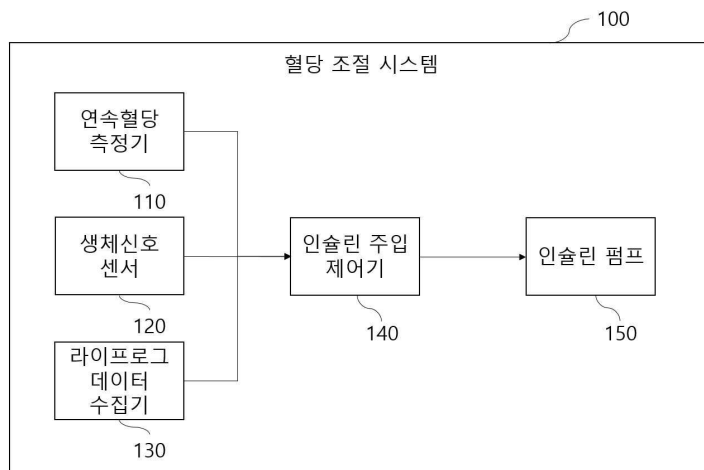 100
혈당 조절 시스템
연속혈당
측정기
110
생체신호
센서
120
라이프로그
데이터
수집기
130
인슐린 주입
제어기
140
인슐린 펌프
150